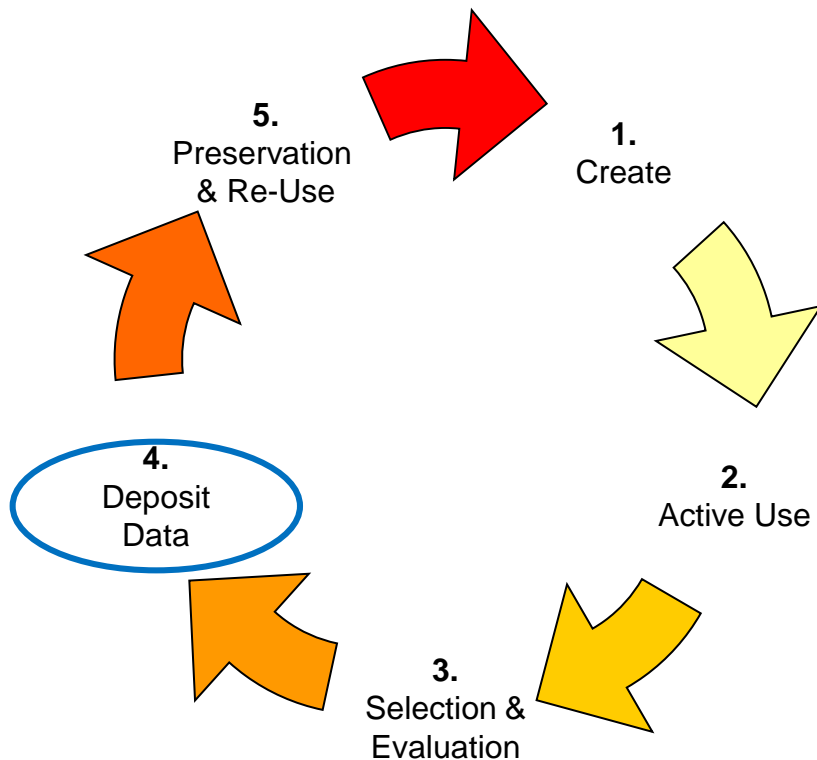 1.
Create
2.
Active Use
3.
Selection &
Evaluation
4.
Deposit
Data
5.
Preservation
& Re-Use